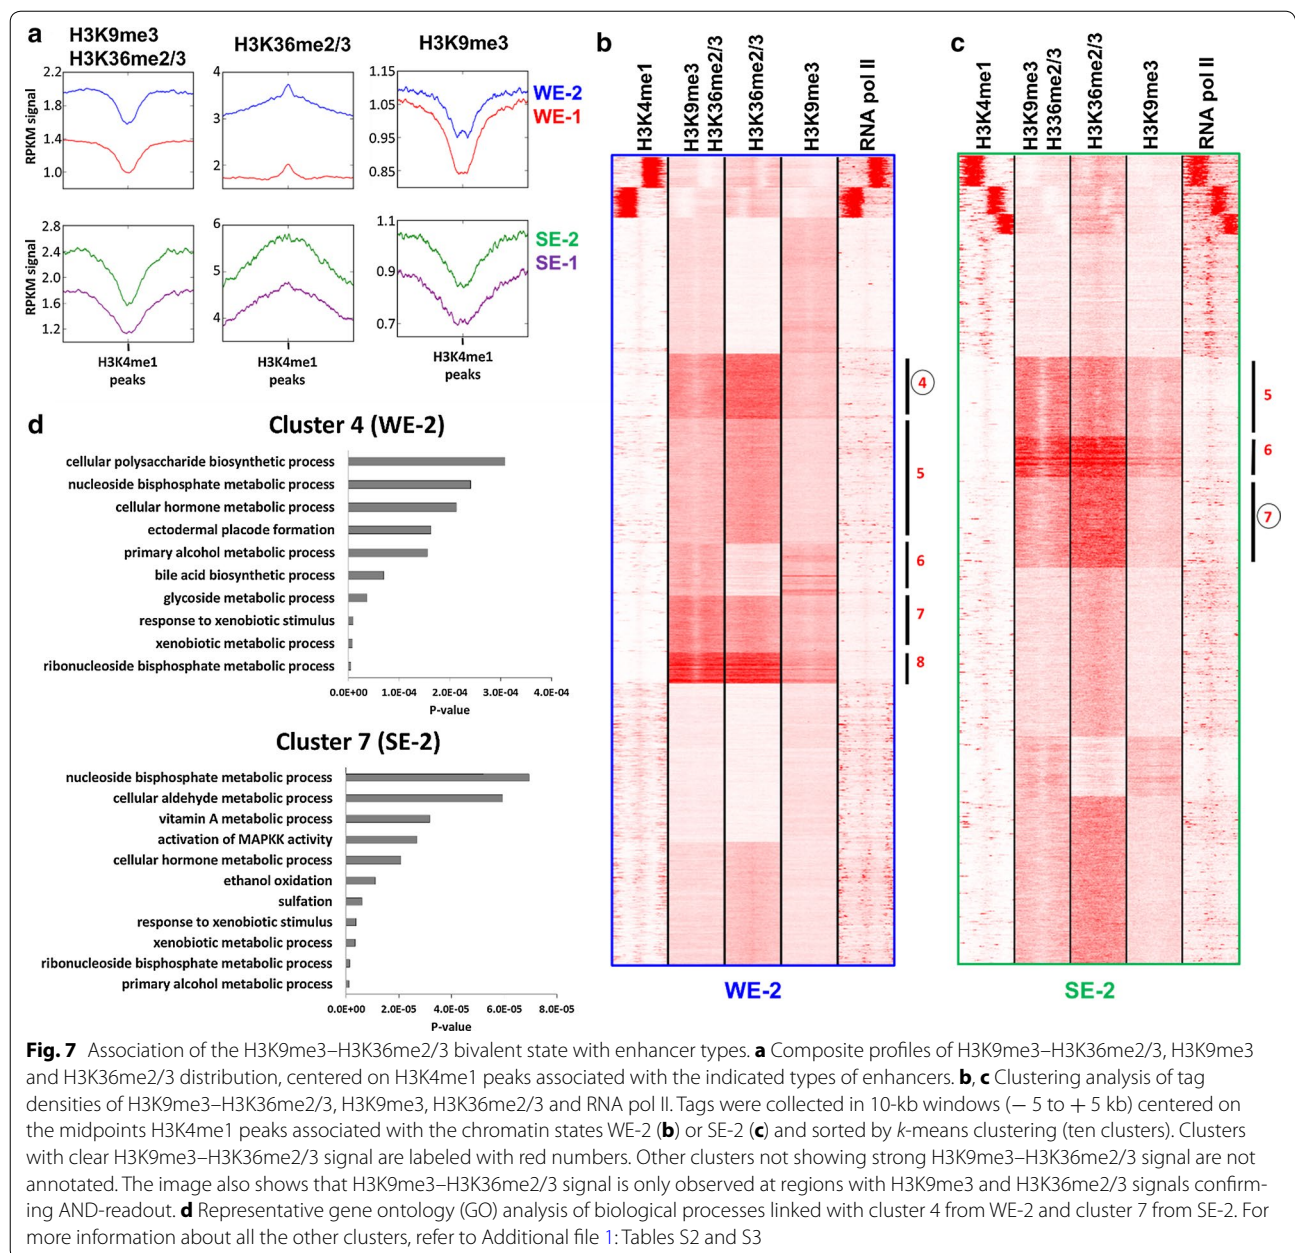 a
H3K9me3
H3K36me2/3
H3K36me2/3
H3K9me3
RPKM signal
2.2
1.8
1.4
1.0
4
3
2
1.15
1.05
0.95
0.85
WE-2
WE-1
RPKM signal
2.8
2.4
2.0
1.6
1.2
6
5
4
1.1
0.9
0.7
SE-2
SE-1
H3K4me1
peaks
H3K4me1
peaks
H3K4me1
peaks
b
H3K4me1
H3K9me3
H3K36me2/3
H3K36me2/3
H3K9me3
RNA pol II
4
5
6
7
8
WE-2
c
H3K4me1
H3K9me3
H336me2/3
H3K36me2/3
H3K9me3
RNA pol II
5
6
7
SE-2
d
Cluster 4 (WE-2)
cellular polysaccharide biosynthetic process
nucleoside bisphosphate metabolic process
cellular hormone metabolic process
ectodermal placode formation
primary alcohol metabolic process
bile acid biosynthetic process
glycoside metabolic process
response to xenobiotic stimulus
xenobiotic metabolic process
ribonucleoside bisphosphate metabolic process
0.0E+00 1.0E-04 2.0E-04 3.0E-04 4.0E-04
P-value
Cluster 7 (SE-2)
nucleoside bisphosphate metabolic process
cellular aldehyde metabolic process
vitamin A metabolic process
activation of MAPKK activity
cellular hormone metabolic process
ethanol oxidation
sulfation
response to xenobiotic stimulus
xenobiotic metabolic process
ribonucleoside bisphosphate metabolic process
primary alcohol metabolic process
0.0E+00 2.0E-05 4.0E-05 6.0E-05 8.0E-05
P-value
Fig. 7 Association of the H3K9me3–H3K36me2/3 bivalent state with enhancer types. a Composite profiles of H3K9me3–H3K36me2/3, H3K9me3
and H3K36me2/3 distribution, centered on H3K4me1 peaks associated with the indicated types of enhancers. b, c Clustering analysis of tag
densities of H3K9me3–H3K36me2/3, H3K9me3, H3K36me2/3 and RNA pol II. Tags were collected in 10-kb windows (− 5 to + 5 kb) centered on
the midpoints H3K4me1 peaks associated with the chromatin states WE-2 (b) or SE-2 (c) and sorted by k-means clustering (ten clusters). Clusters
with clear H3K9me3–H3K36me2/3 signal are labeled with red numbers. Other clusters not showing strong H3K9me3–H3K36me2/3 signal are not
annotated. The image also shows that H3K9me3–H3K36me2/3 signal is only observed at regions with H3K9me3 and H3K36me2/3 signals confirm-
ing AND-readout. d Representative gene ontology (GO) analysis of biological processes linked with cluster 4 from WE-2 and cluster 7 from SE-2. For
more information about all the other clusters, refer to Additional file 1: Tables S2 and S3